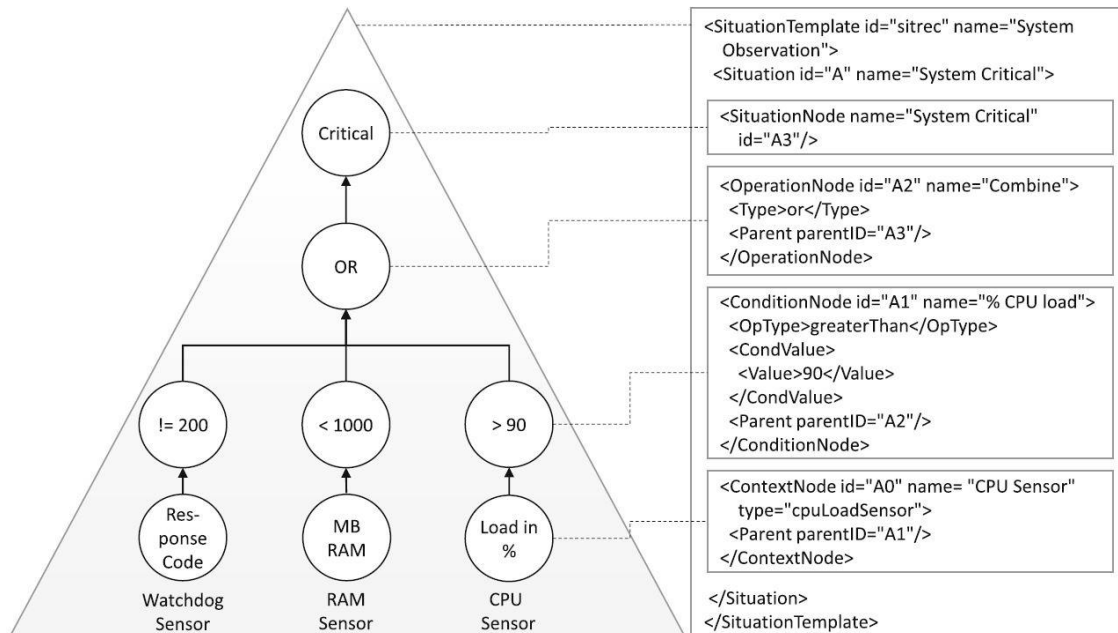 Critical
OR
!= 200
< 1000
> 90
Res-
ponse
Code
MB
RAM
Load in
%
Watchdog
Sensor
RAM
Sensor
CPU
Sensor
<SituationTemplate id="sitrec" name="System
Observation">
<Situation id="A" name="System Critical">
<SituationNode name="System Critical"
id="A3"/>
<OperationNode id="A2" name="Combine">
<Type>or</Type>
<Parent parentID="A3"/>
</OperationNode>
<ConditionNode id="A1" name="% CPU load">
<OpType>greaterThan</OpType>
<CondValue>
<Value>90</Value>
</CondValue>
<Parent parentID="A2"/>
</ConditionNode>
<ContextNode id="A0" name= "CPU Sensor"
type="cpuLoadSensor">
<Parent parentID="A1"/>
</ContextNode>
</Situation>
</SituationTemplate>